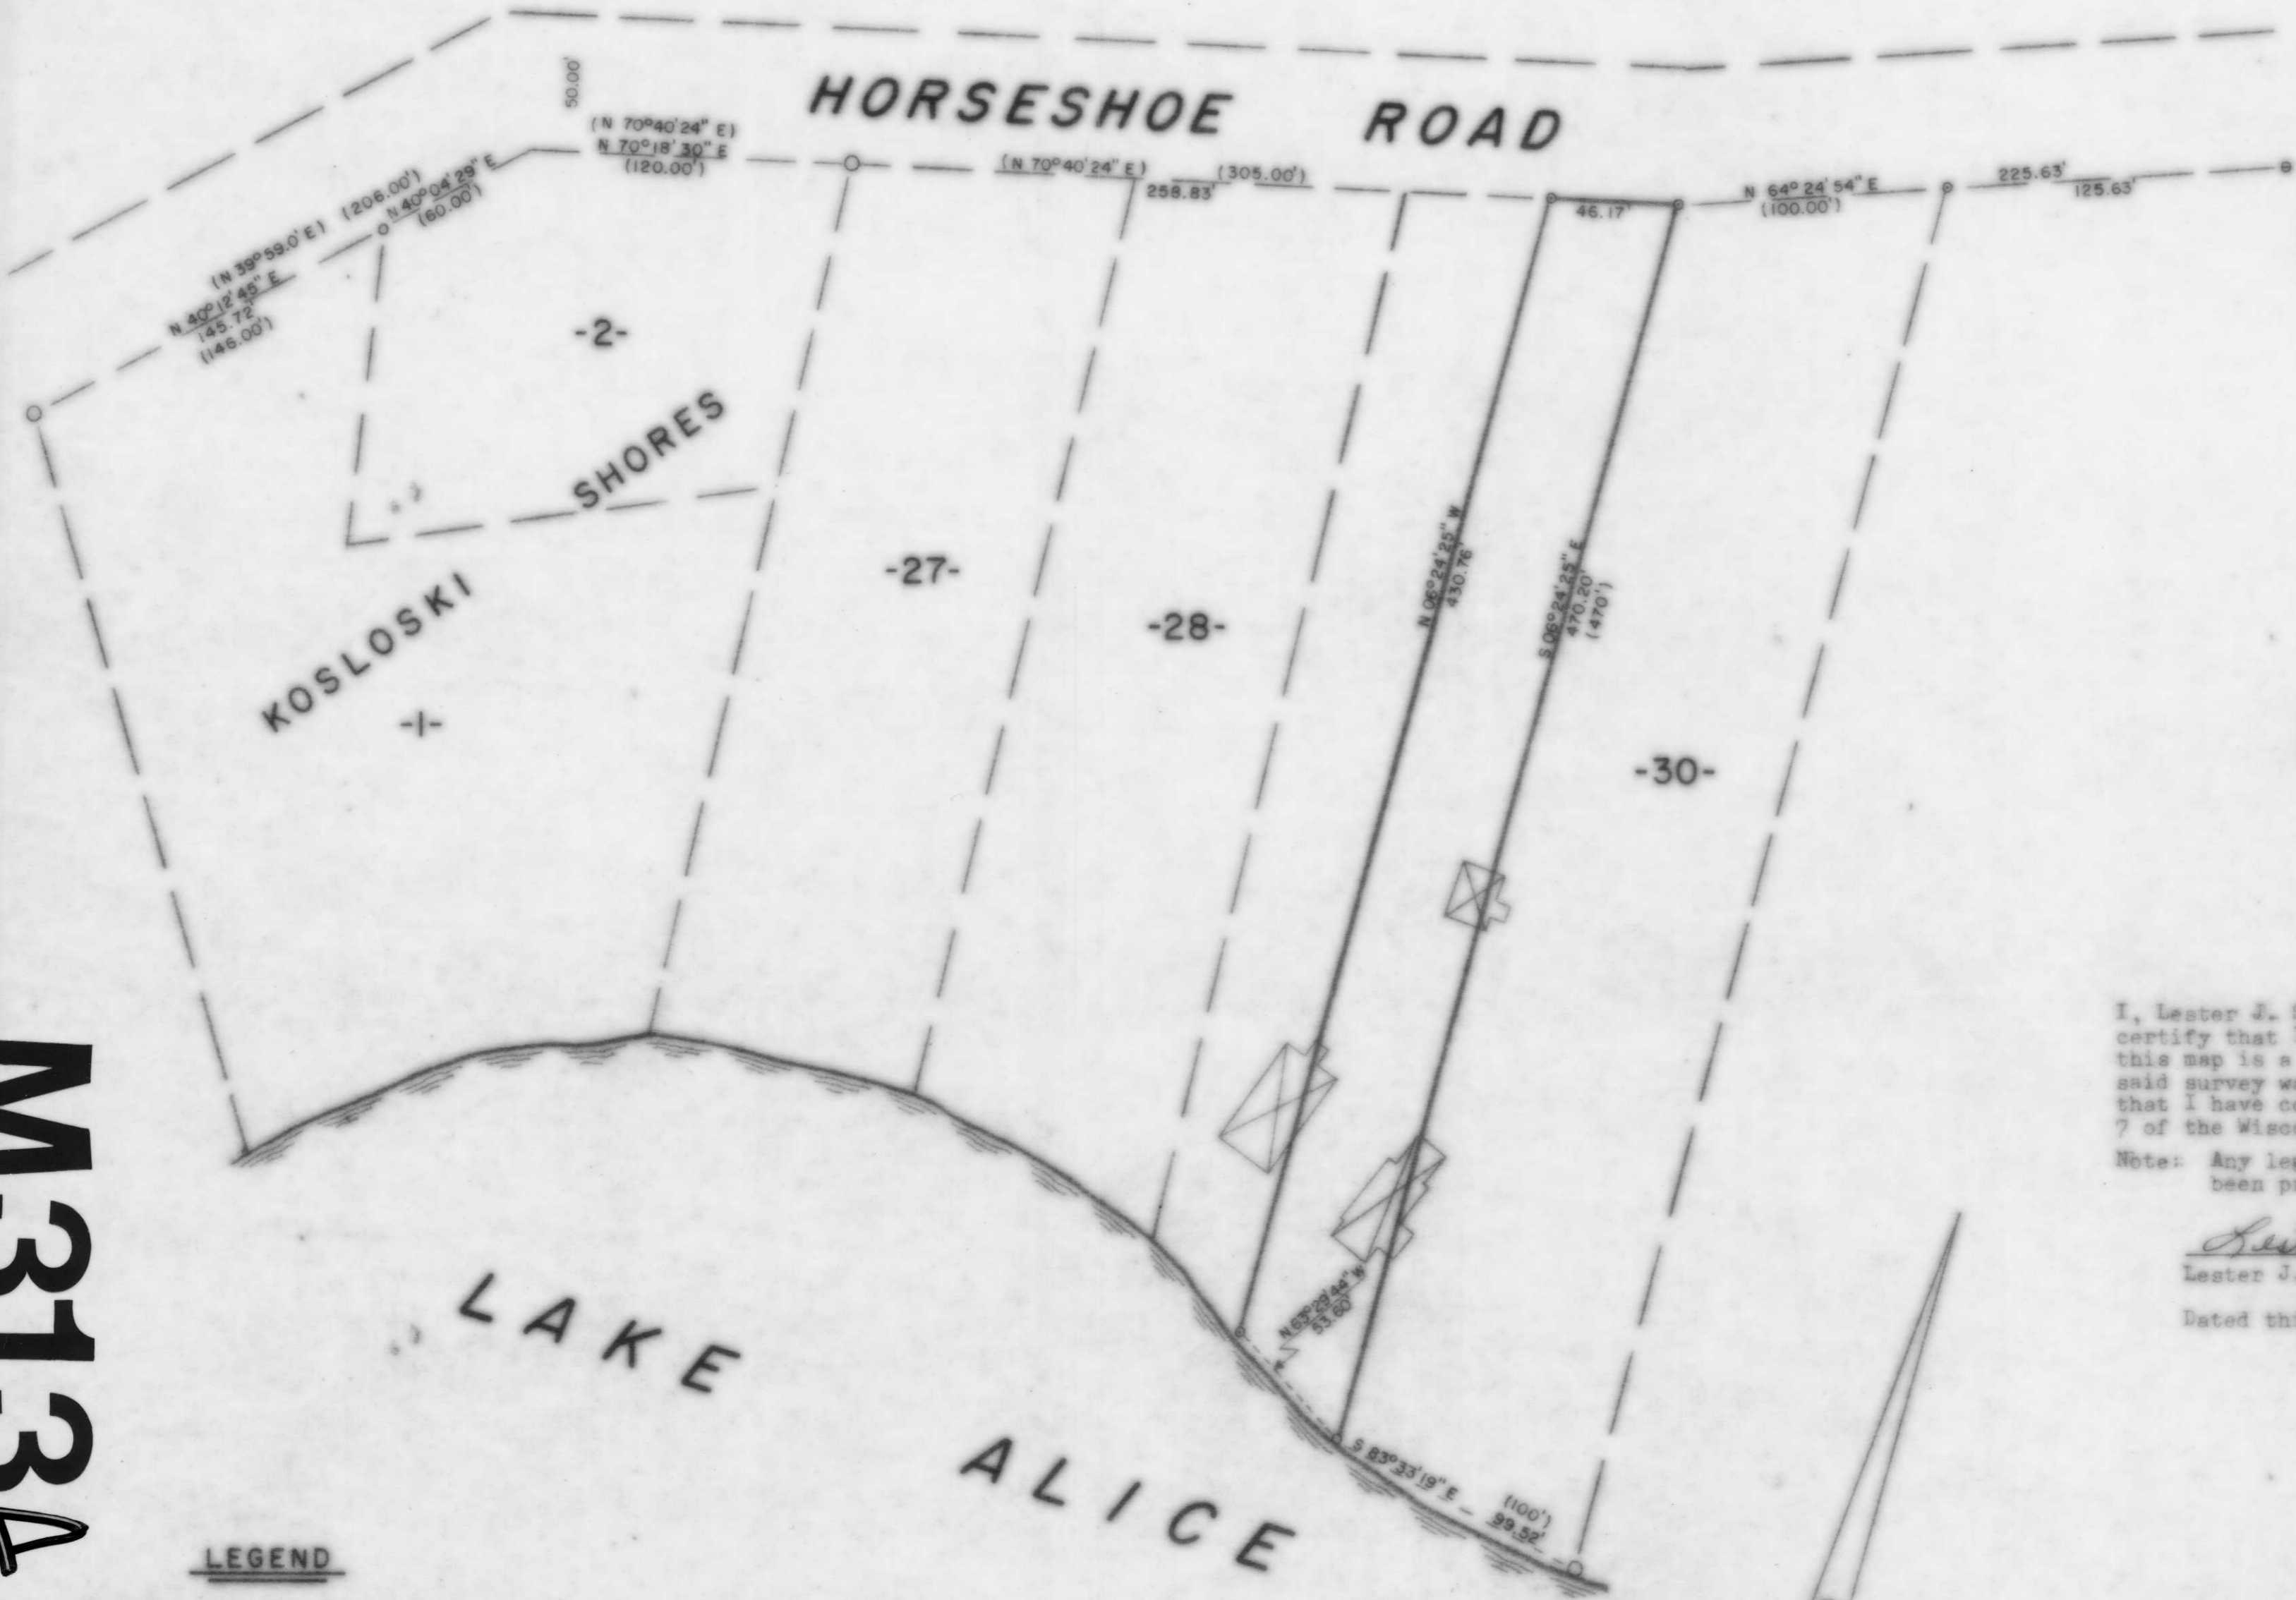 HORSESHOE ROAD
50.00'
(N 70°40'24" E)
N 70°18'30" E
(120.00')
(N 70°40'24" E)
(305.00')
258.83'
46.17'
N 64°24'54" E
(100.00')
225.63'
125.63'
(N 39°59.0'E) (206.00')
N 40°04'29" E
(60.00')
N 40°12'45" E
145.72'
(146.00')
-2-
KOSLOSKI SHORES
-1-
-27-
-28-
N 06°24'25" W
430.76'
S 06°24'25" E
470.20'
(470')
-30-
N 63°29'44" W
53.60'
S 83°33'19" E
(100')
99.52'
LAKE ALICE
I, Lester J.
certify that
this map is a
said survey
that I have
7 of the
Note: Any
been
Lester J.
Dated
M313A
LEGEND